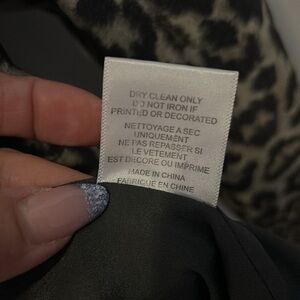 DRY CLEAN ONLY
DO NOT IRON IF
PRINTED OR DECORATED
NETTOYAGE A SEC
UNIQUEMENT
NE PAS REPASSER SI
LE VETEMENT
EST DECORE OU IMPRIME
MADE IN CHINA
FABRIQUE EN CHINE